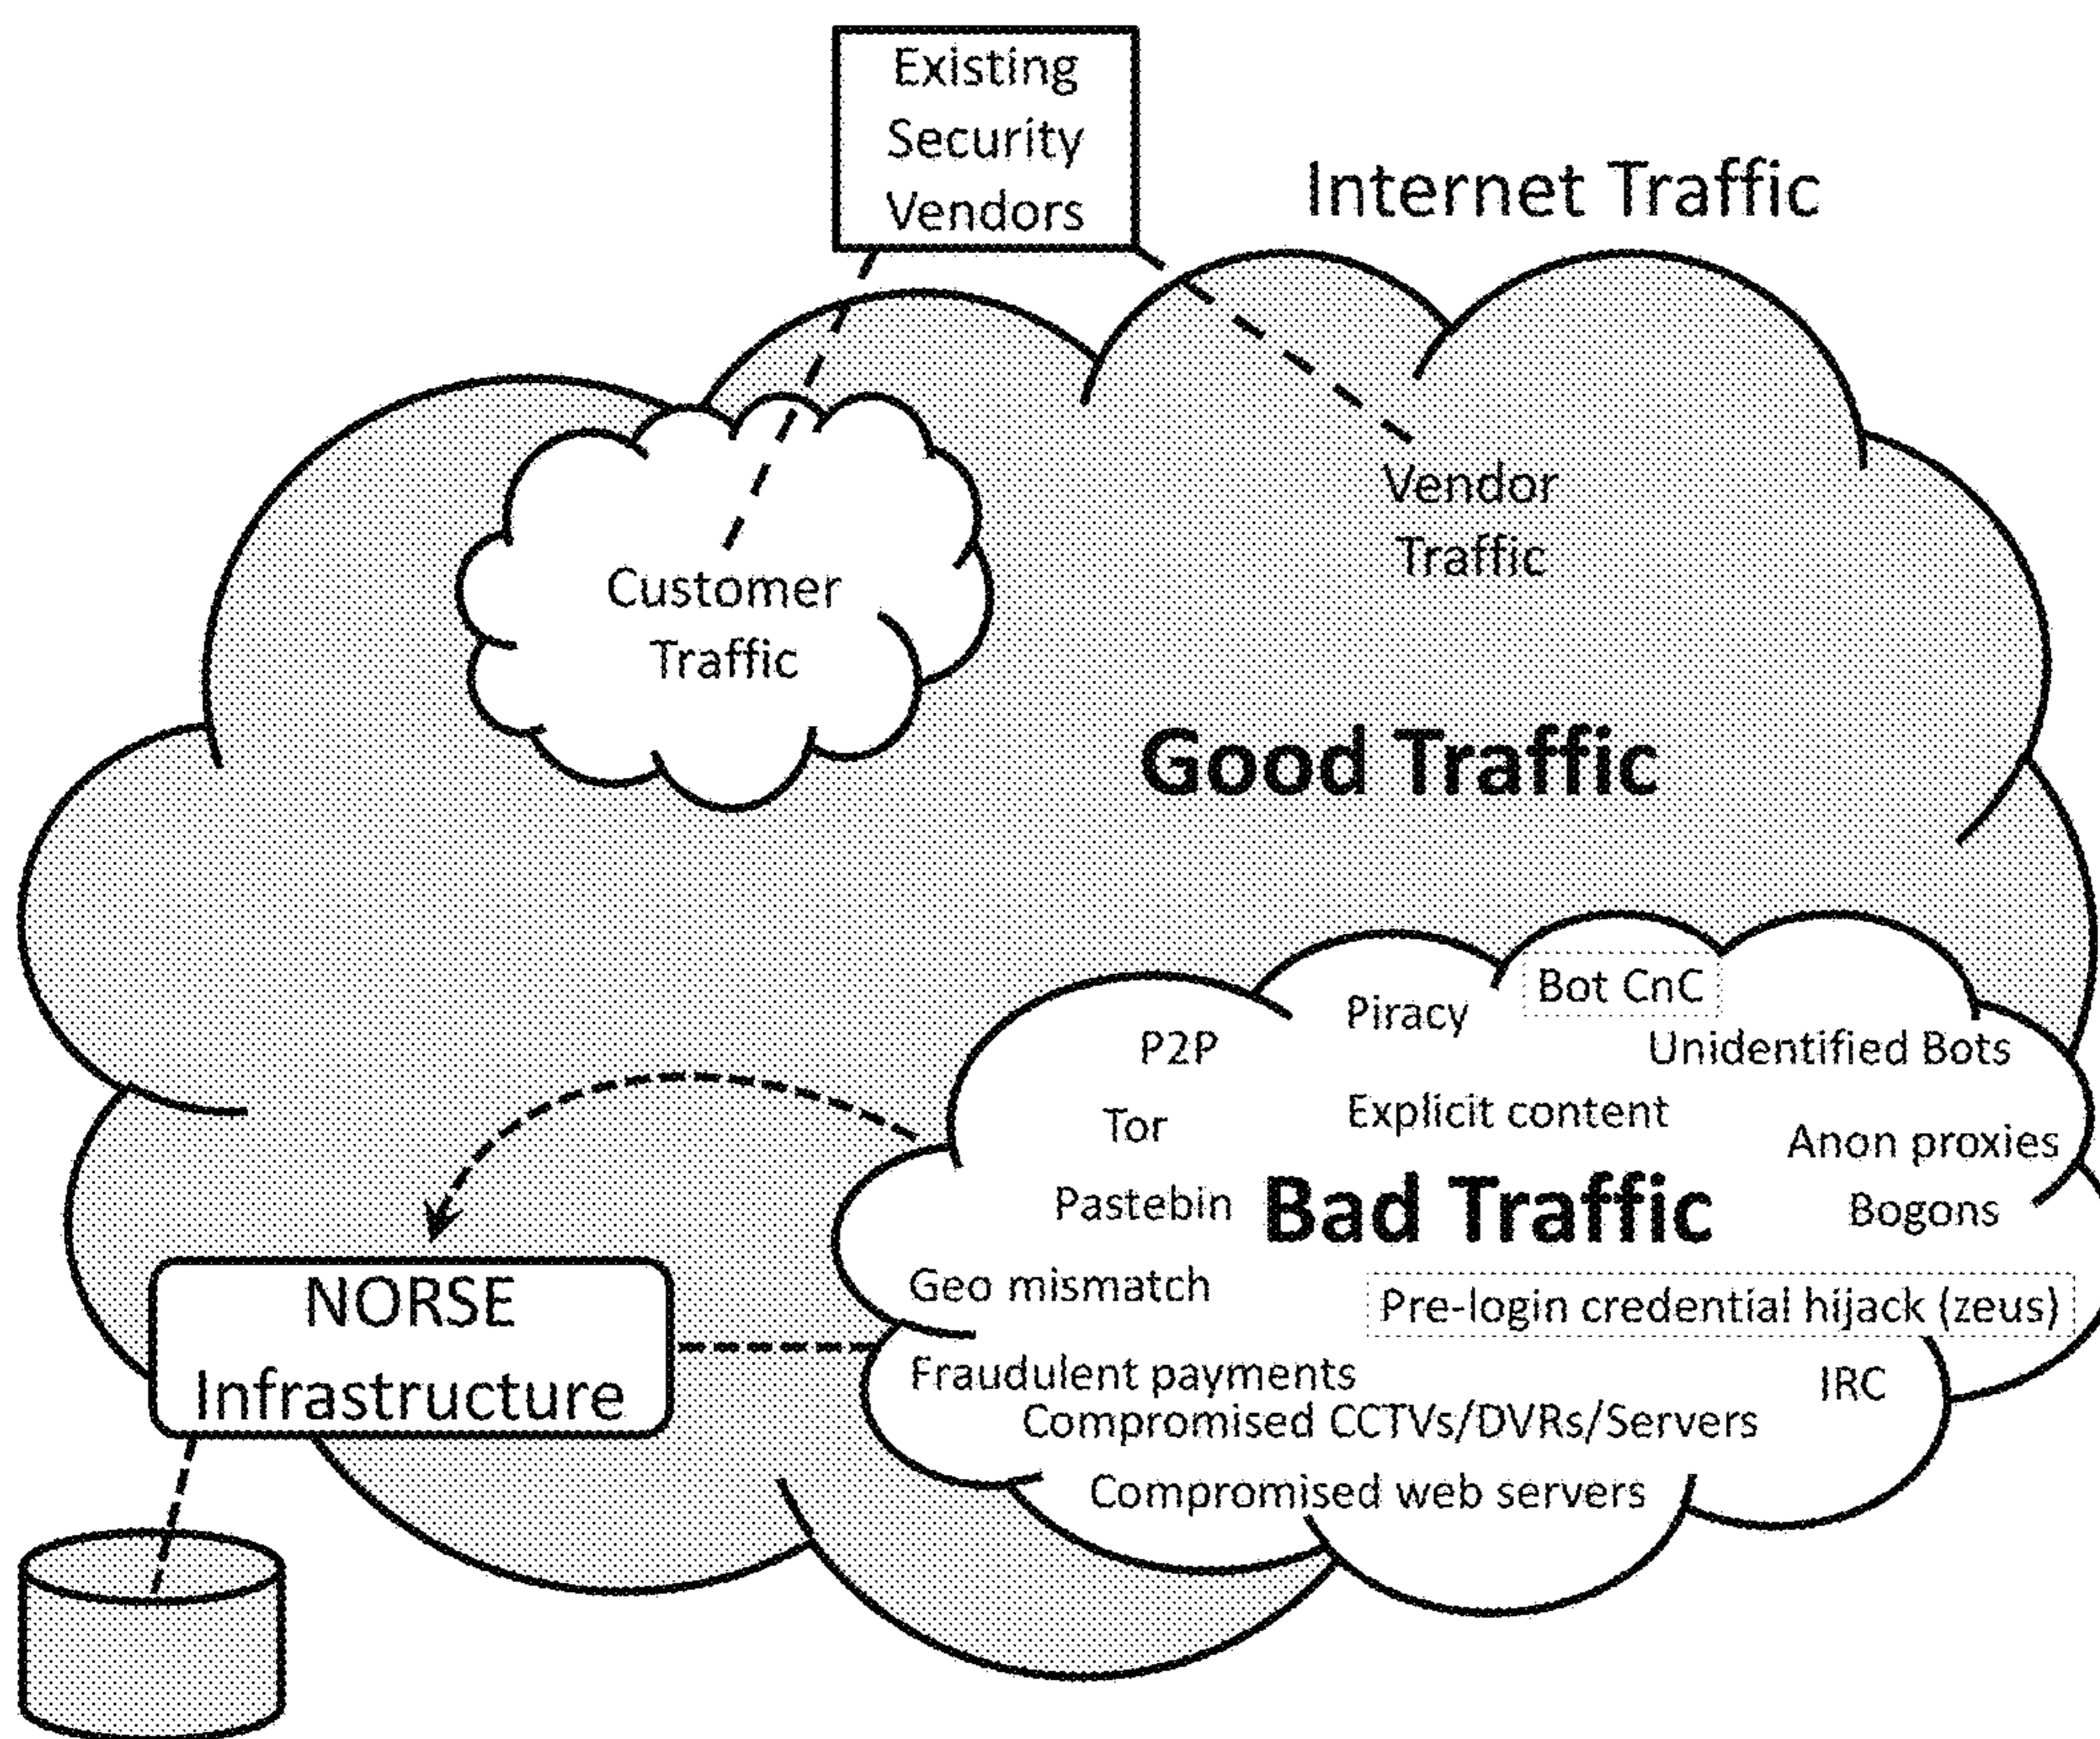 Existing
Security
Vendors
Internet Traffic
Vendor
Traffic
Customer
Traffic
Good Traffic
Bot CnC
Piracy
P2P
Unidentified Bots
Explicit content
Tor
Anon proxies
Pastebin
Bad Traffic
Bogons
Geo mismatch
Pre-login credential hijack (zeus)
NORSE
Infrastructure
Fraudulent payments
IRC
Compromised CCTVs/DVRs/Servers
Compromised web servers